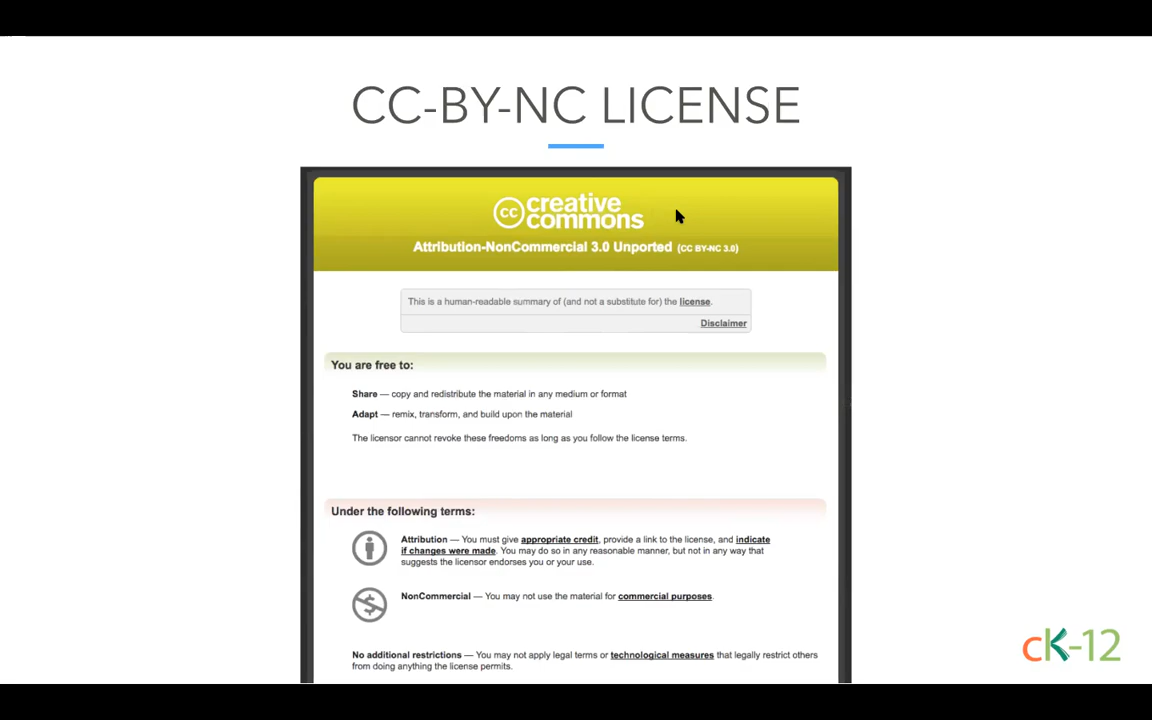 CC-BY-NC LICENSE
cc creative
commons
Attribution-NonCommercial 3.0 Unported (CC BY-NC 3.0)
This is a human-readable summary of (and not a substitute for) the license.
Disclaimer
You are free to:
Share — copy and redistribute the material in any medium or format
Adapt — remix, transform, and build upon the material
The licensor cannot revoke these freedoms as long as you follow the license terms.
Under the following terms:
Attribution — You must give appropriate credit, provide a link to the license, and indicate
if changes were made. You may do so in any reasonable manner, but not in any way that
suggests the licensor endorses you or your use.
NonCommercial — You may not use the material for commercial purposes.
No additional restrictions — You may not apply legal terms or technological measures that legally restrict others
from doing anything the license permits.
cK-12